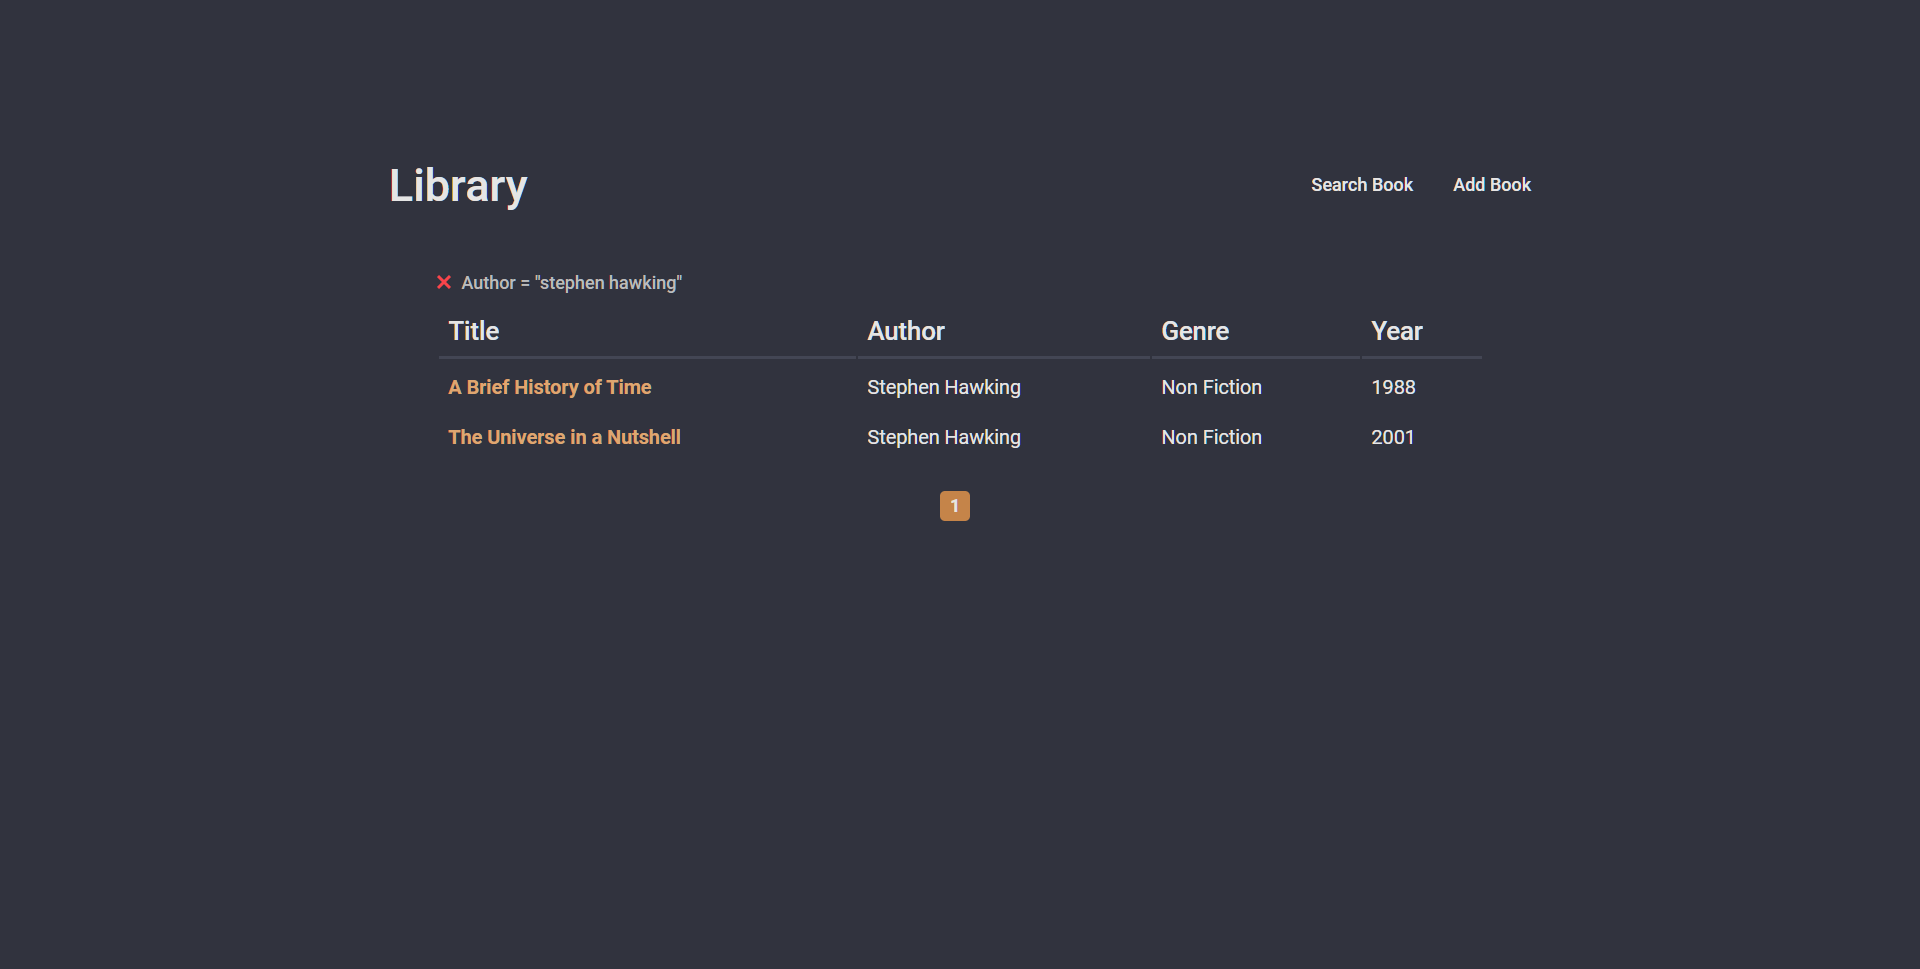 Library
Search Book Add Book
Author = "stephen hawking"
Title Author Genre Year
A Brief History of Time Stephen Hawking Non Fiction 1988
The Universe in a Nutshell Stephen Hawking Non Fiction 2001
1